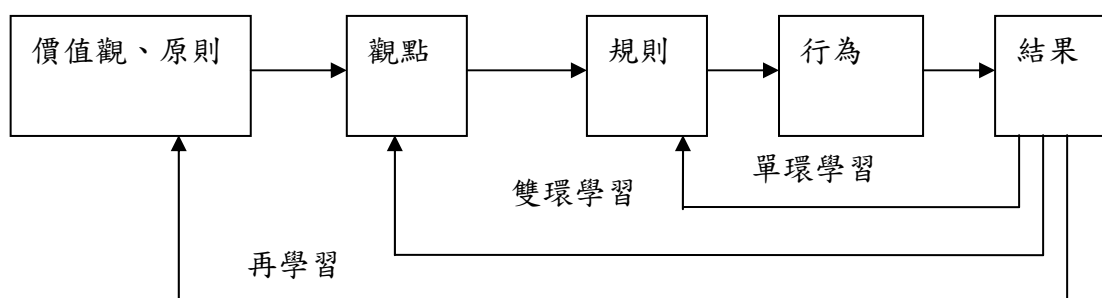 價值觀、原則
觀點
規則
行為
結果
單環學習
雙環學習
再學習